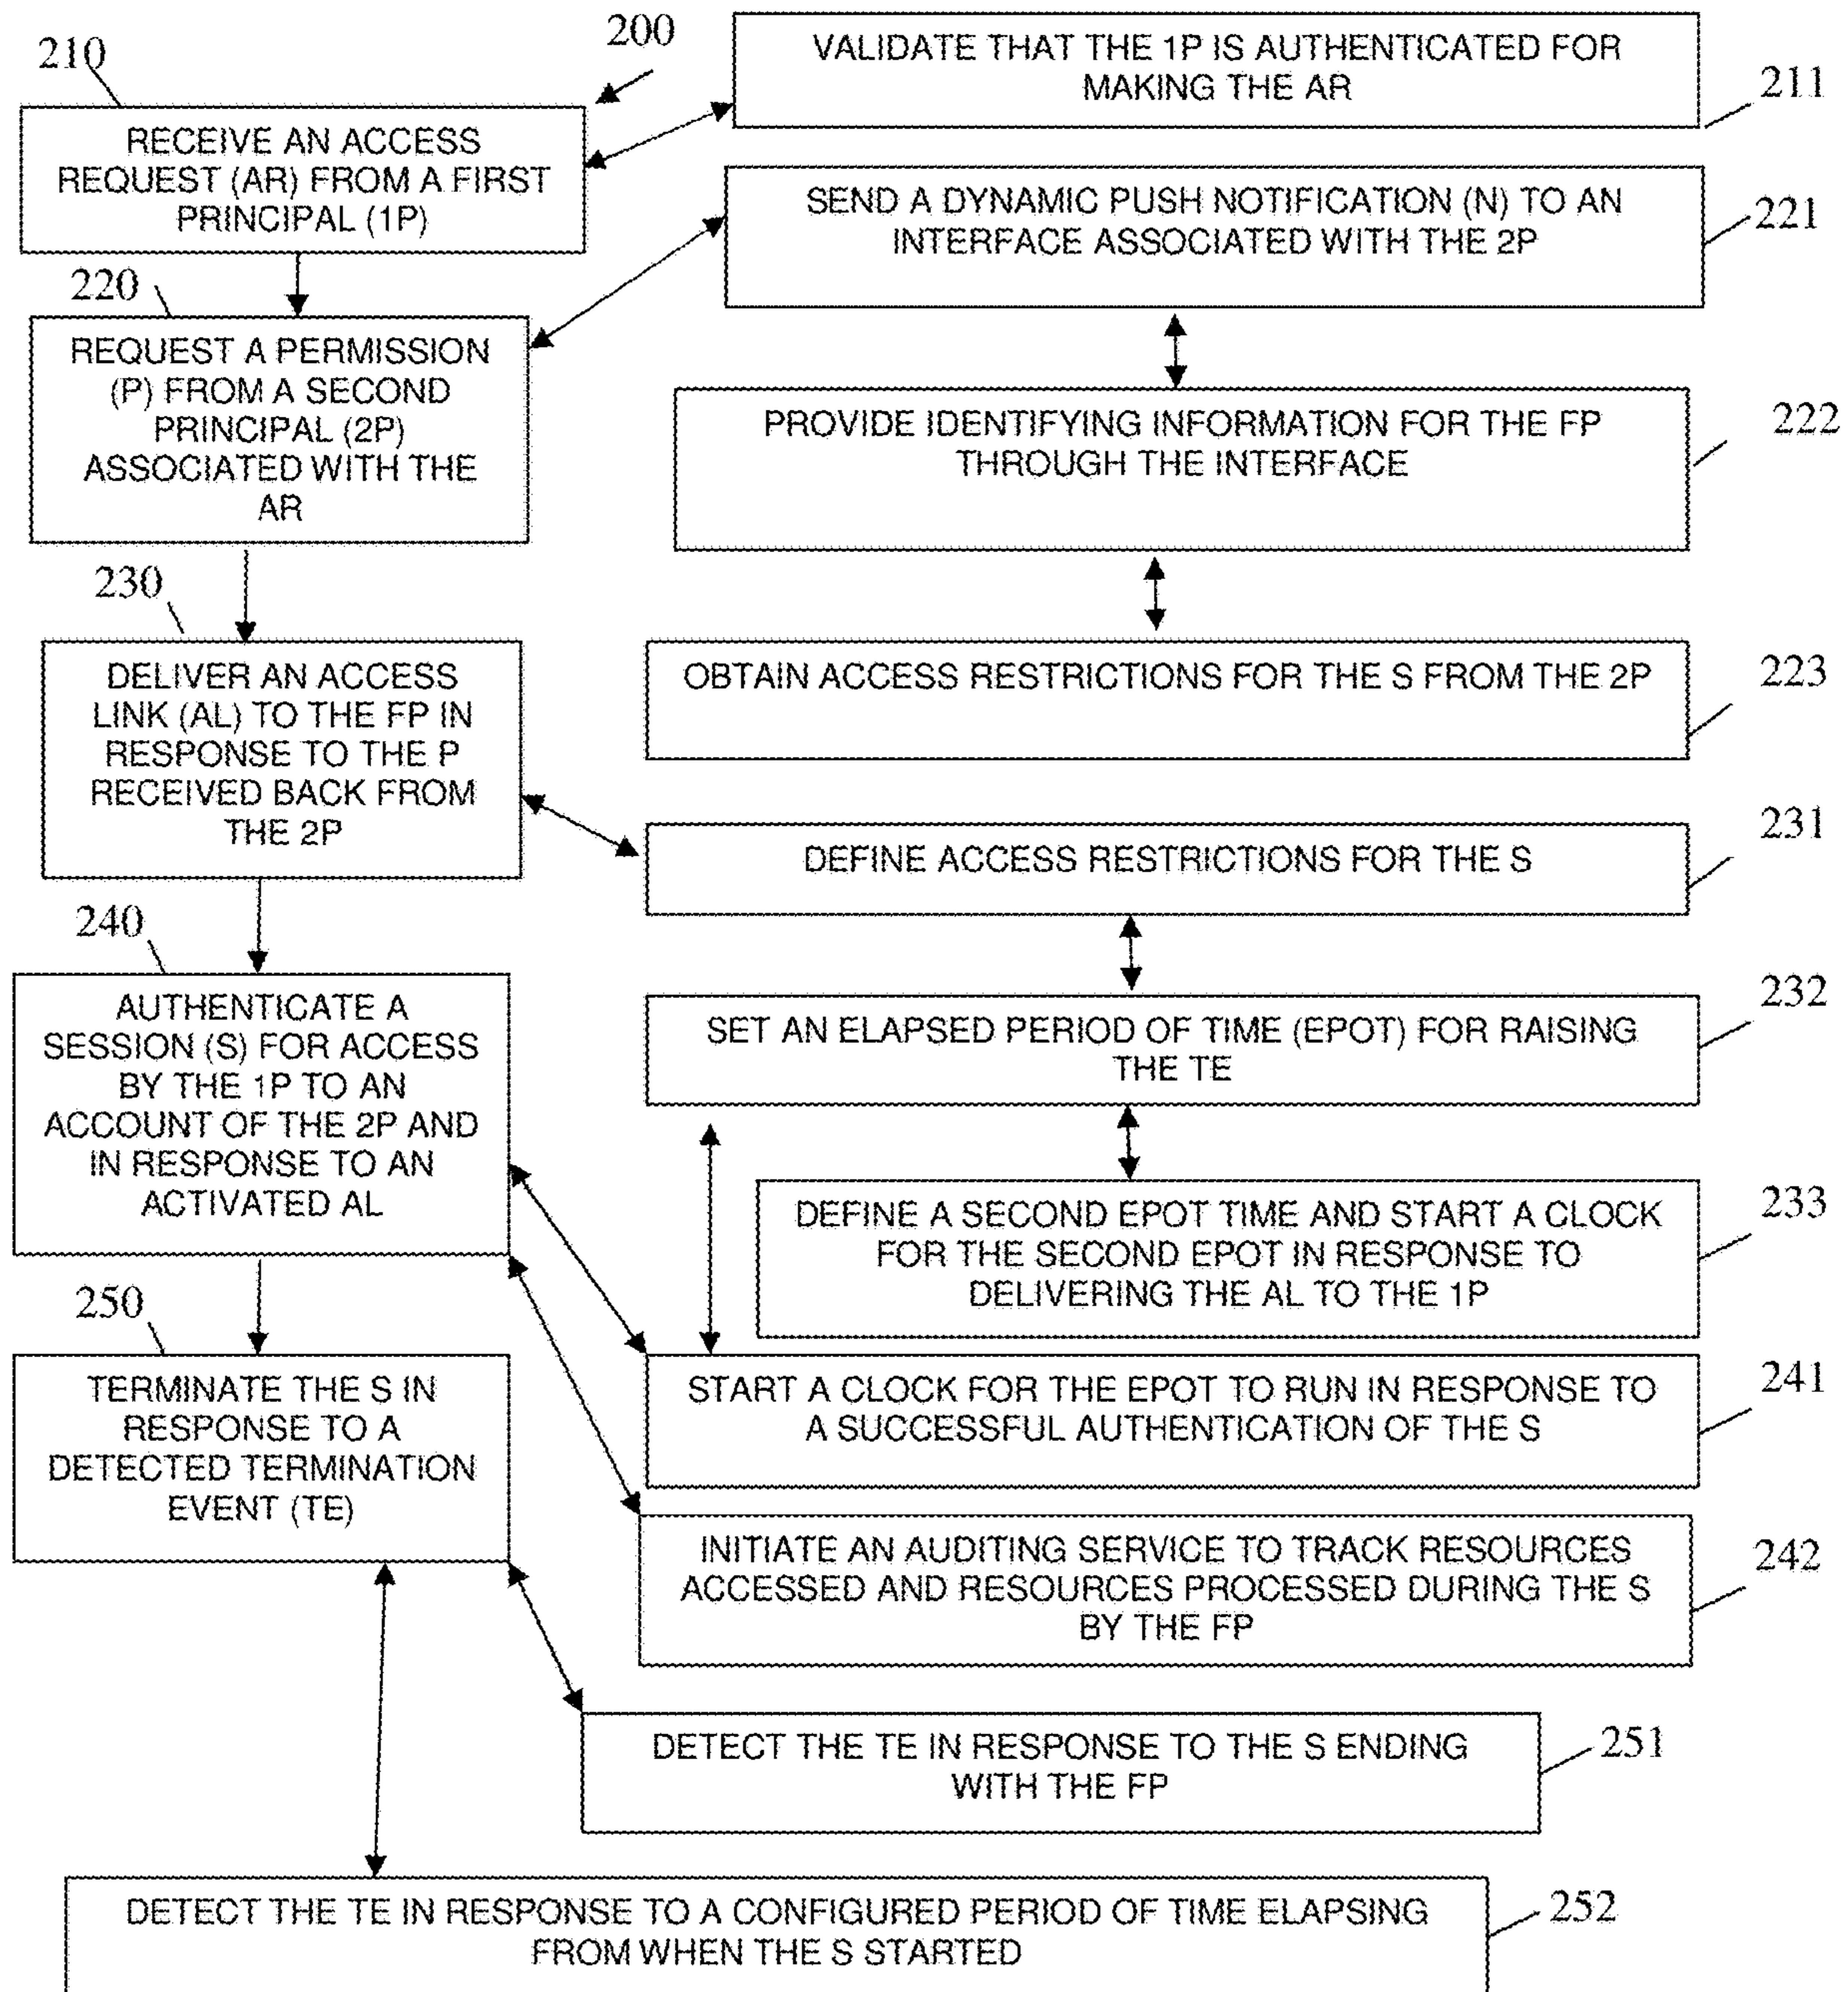 200
210
RECEIVE AN ACCESS
REQUEST (AR) FROM A FIRST
PRINCIPAL (1P)
VALIDATE THAT THE 1P IS AUTHENTICATED FOR
MAKING THE AR
211
220
REQUEST A PERMISSION
(P) FROM A SECOND
PRINCIPAL (2P)
ASSOCIATED WITH THE
AR
SEND A DYNAMIC PUSH NOTIFICATION (N) TO AN
INTERFACE ASSOCIATED WITH THE 2P
221
PROVIDE IDENTIFYING INFORMATION FOR THE FP
THROUGH THE INTERFACE
222
OBTAIN ACCESS RESTRICTIONS FOR THE S FROM THE 2P
223
230
DELIVER AN ACCESS
LINK (AL) TO THE FP IN
RESPONSE TO THE P
RECEIVED BACK FROM
THE 2P
DEFINE ACCESS RESTRICTIONS FOR THE S
231
SET AN ELAPSED PERIOD OF TIME (EPOT) FOR RAISING
THE TE
232
DEFINE A SECOND EPOT TIME AND START A CLOCK
FOR THE SECOND EPOT IN RESPONSE TO
DELIVERING THE AL TO THE 1P
233
240
AUTHENTICATE A
SESSION (S) FOR ACCESS
BY THE 1P TO AN
ACCOUNT OF THE 2P AND
IN RESPONSE TO AN
ACTIVATED AL
START A CLOCK FOR THE EPOT TO RUN IN RESPONSE TO
A SUCCESSFUL AUTHENTICATION OF THE S
241
INITIATE AN AUDITING SERVICE TO TRACK RESOURCES
ACCESSED AND RESOURCES PROCESSED DURING THE S
BY THE FP
242
250
TERMINATE THE S IN
RESPONSE TO A
DETECTED TERMINATION
EVENT (TE)
DETECT THE TE IN RESPONSE TO THE S ENDING
WITH THE FP
251
DETECT THE TE IN RESPONSE TO A CONFIGURED PERIOD OF TIME ELAPSING
FROM WHEN THE S STARTED
252